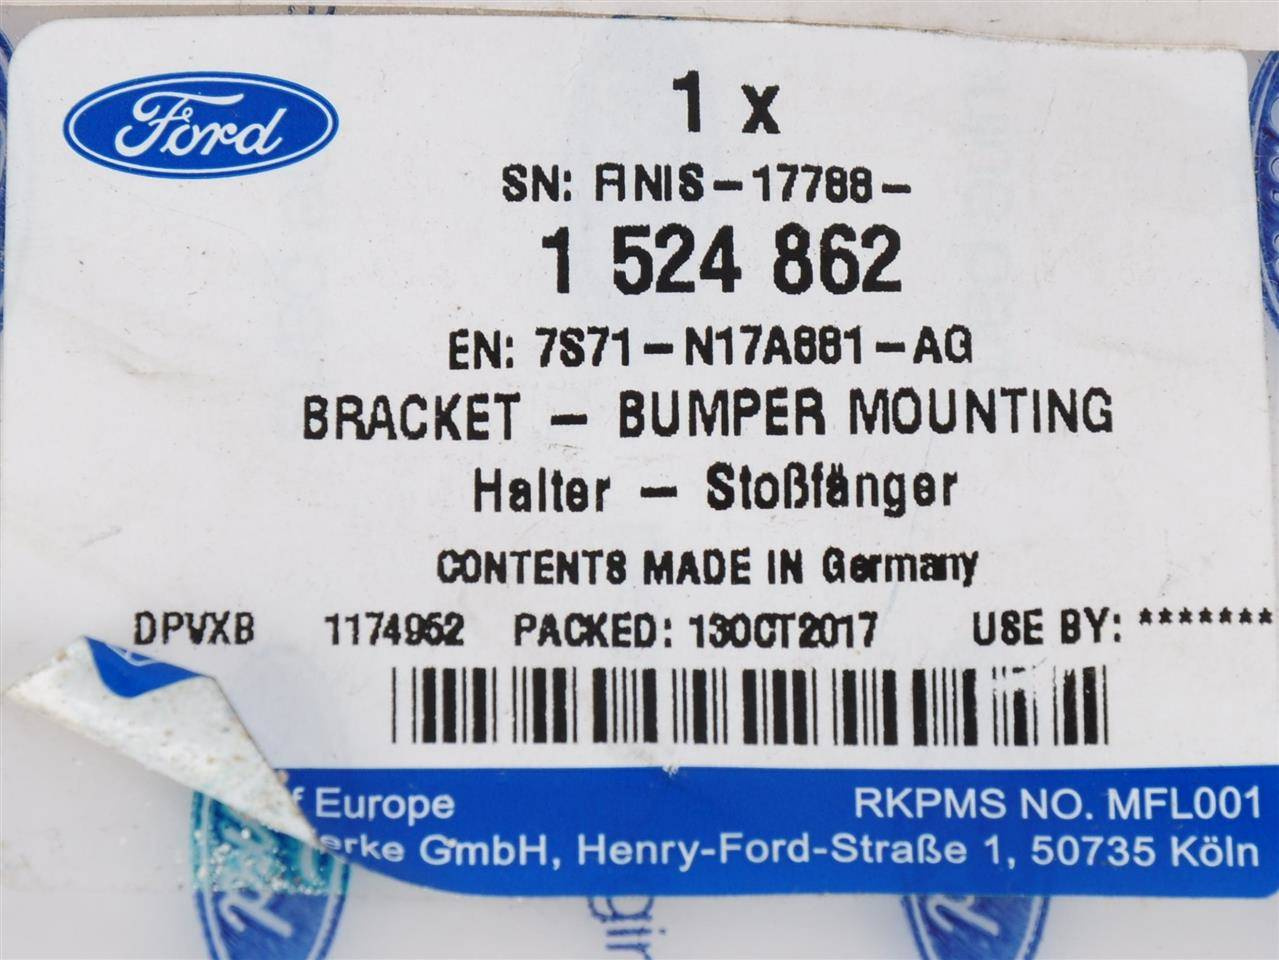 Ford
1 x
SN: FINIS-17788-
1 524 862
EN: 7S71-N17A881-AG
BRACKET - BUMPER MOUNTING
Halter - Stoßfänger
CONTENTS MADE IN Germany
DPVXB 1174952 PACKED: 13OCT2017 USE BY: *******
f Europe RKPMS NO. MFL001
erke GmbH, Henry-Ford-Straße 1, 50735 Köln